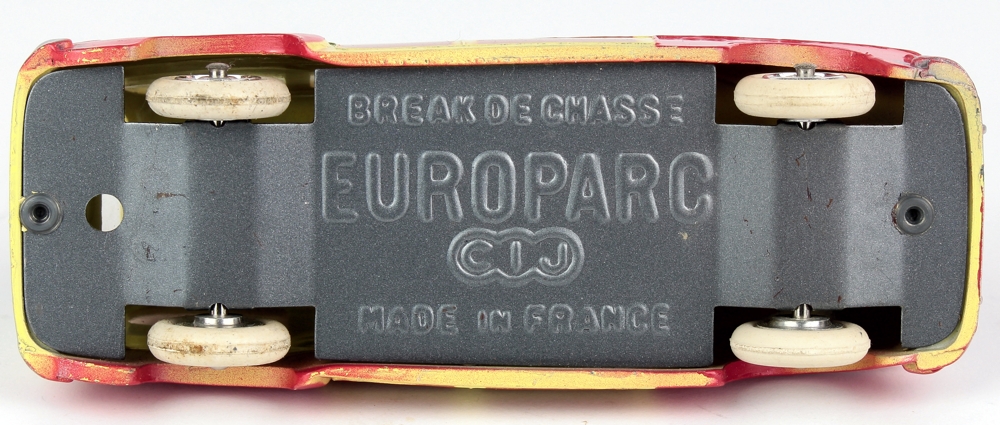 BREAK DE CHASSE
EUROPARC
CIJ
MADE IN FRANCE